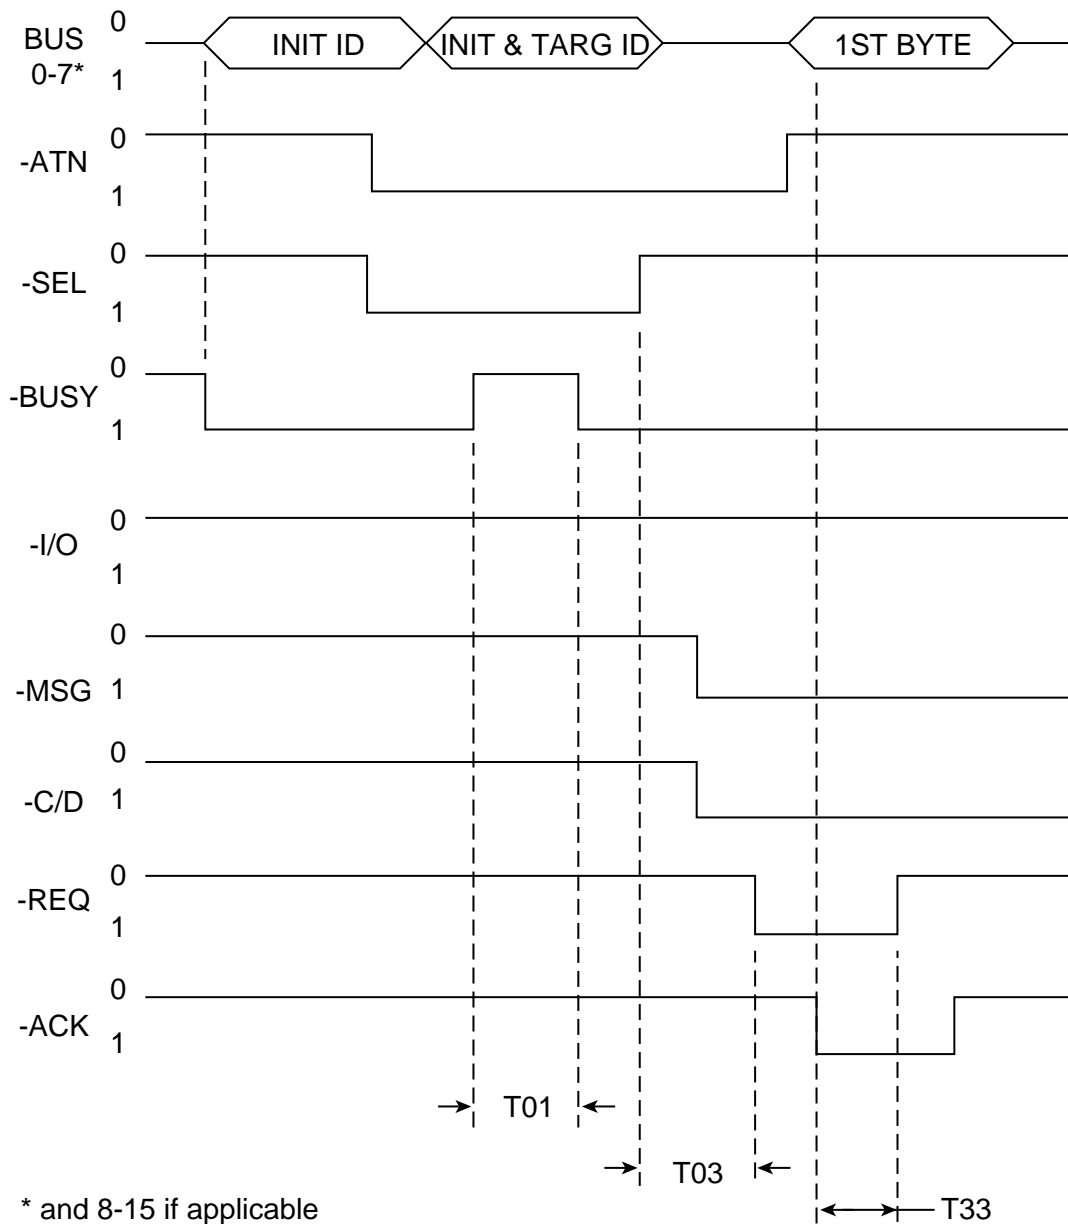 0
BUS INIT ID INIT & TARG ID 1ST BYTE
0-7* 1
0
-ATN
1
0
-SEL
1
0
-BUSY
1
0
-I/O
1
0
-MSG 1
0
-C/D 1
0
-REQ
1
0
-ACK
1
T01
T03
* and 8-15 if applicable T33